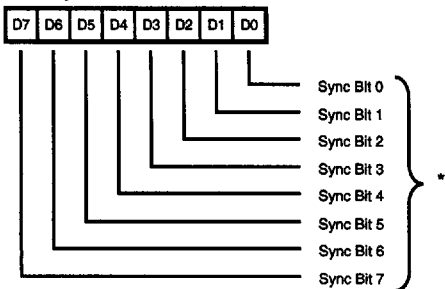 D7 D6 D5 D4 D3 D2 D1 D0
Sync Bit 0
Sync Bit 1
Sync Bit 2
Sync Bit 3
*
Sync Bit 4
Sync Bit 5
Sync Bit 6
Sync Bit 7